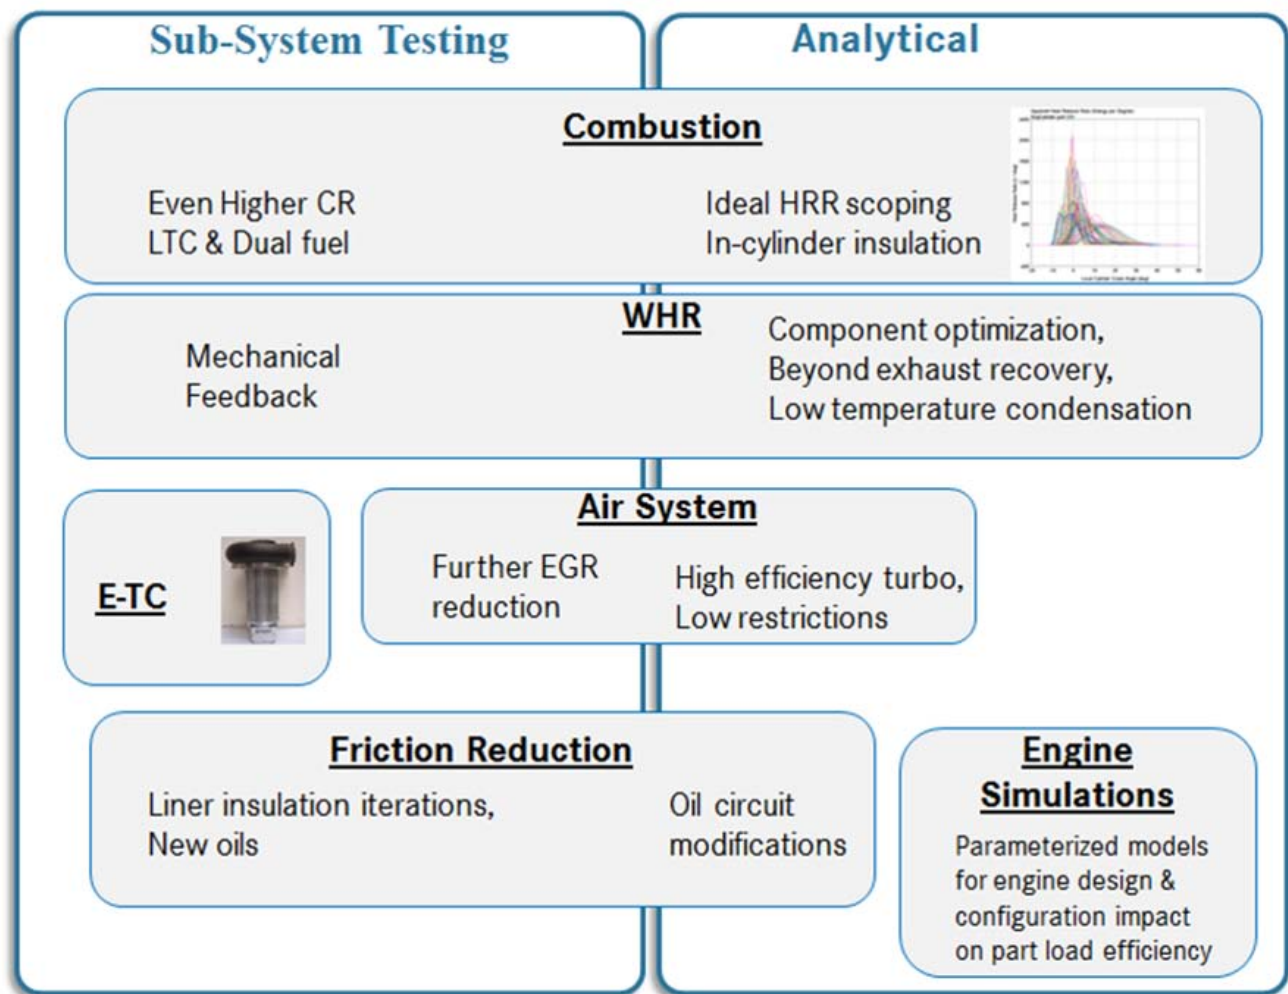 Sub-System Testing
Analytical
Combustion
Even Higher CR
LTC & Dual fuel
Ideal HRR scoping
In-cylinder insulation
WHR
Mechanical
Feedback
Component optimization,
Beyond exhaust recovery,
Low temperature condensation
E-TC
Air System
Further EGR
reduction
High efficiency turbo,
Low restrictions
Friction Reduction
Liner insulation iterations,
New oils
Oil circuit
modifications
Engine
Simulations
Parameterized models
for engine design &
configuration impact
on part load efficiency